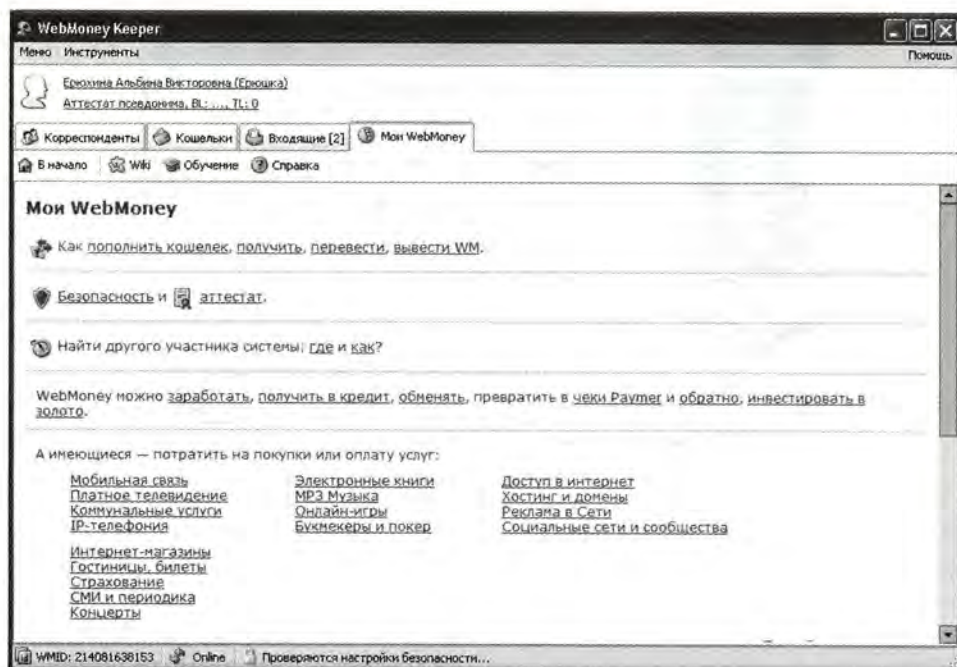 WebMoney Keeper
Меню Инструменты Помощь
Ерюхина Альбина Викторовна (Ерюшка)
Аттестат псевдонима, BL: ..., TL: 0
Корреспонденты Кошельки Входящие [2] Мои WebMoney
В начало Wiki Обучение Справка
Мои WebMoney
Как пополнить кошелек, получить, перевести, вывести WM.
Безопасность и аттестат.
Найти другого участника системы: где и как?
WebMoney можно заработать, получить в кредит, обменять, превратить в чеки Paymer и обратно, инвестировать в
золото.
А имеющиеся — потратить на покупки или оплату услуг:
Мобильная связь Электронные книги Доступ в интернет
Платное телевидение MP3 Музыка Хостинг и домены
Коммунальные услуги Онлайн-игры Реклама в Сети
IP-телефония Букмекеры и покер Социальные сети и сообщества
Интернет-магазины
Гостиницы, билеты
Страхование
СМИ и периодика
Концерты
WMID: 214081638153 Online Проверяются настройки безопасности...